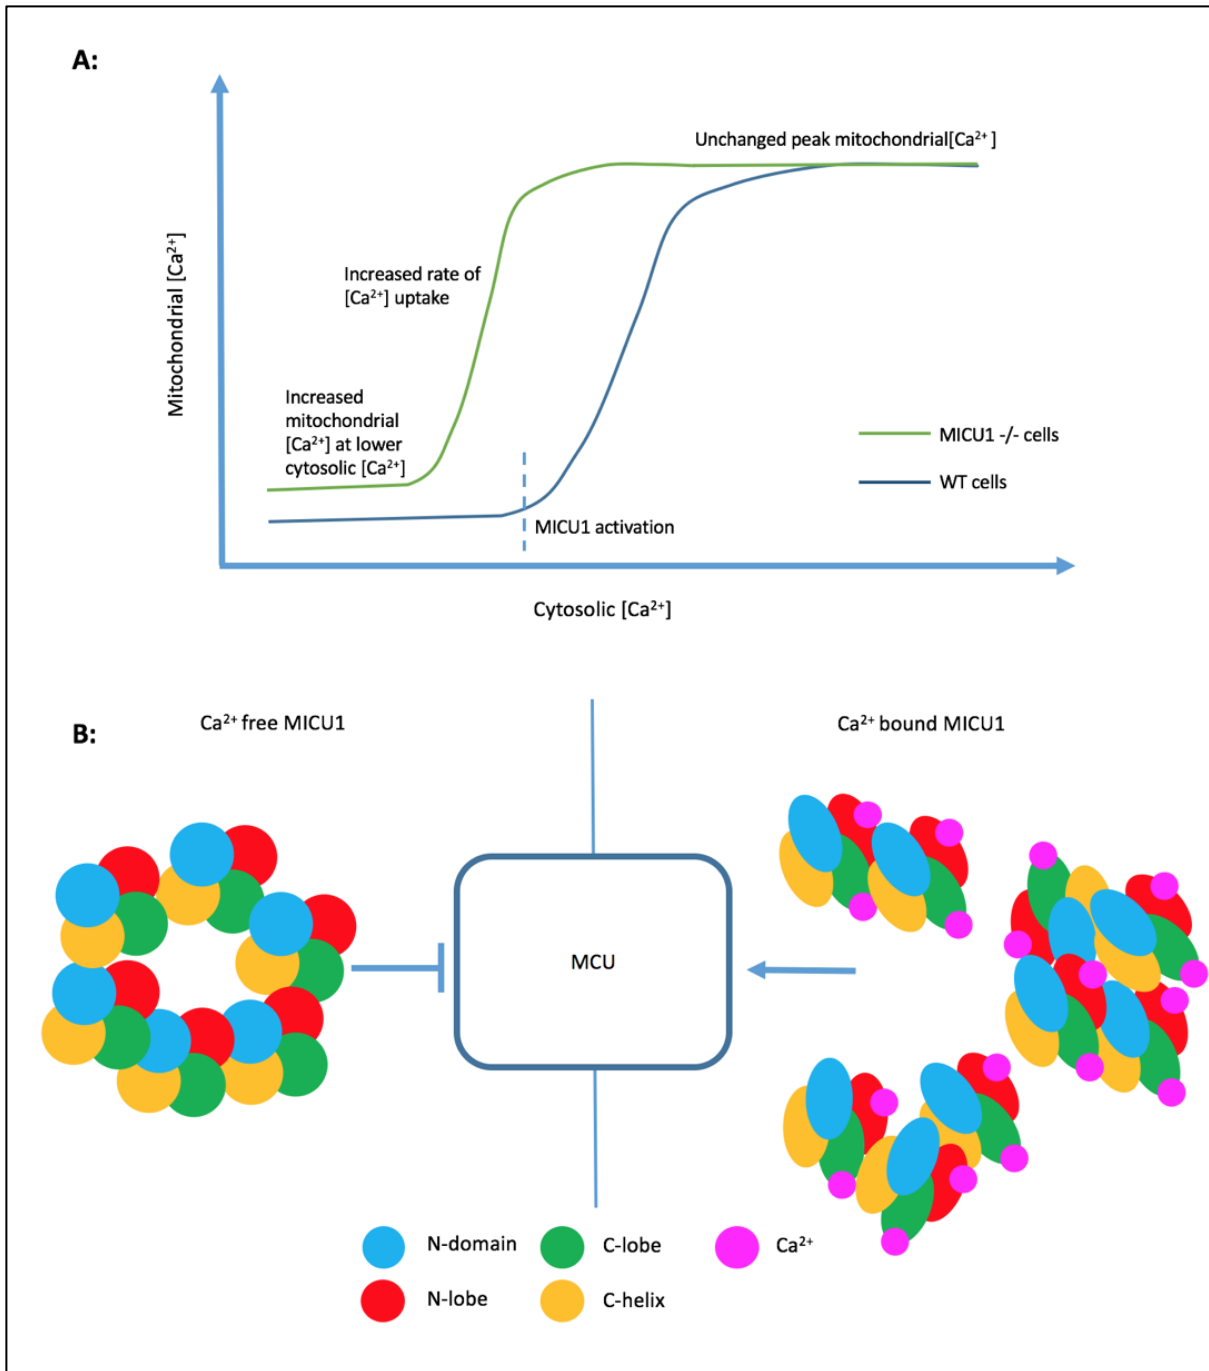 A:
Unchanged peak mitochondrial[Ca²⁺ ]
Mitochondrial [Ca²⁺]
Increased rate of
[Ca²⁺] uptake
Increased
mitochondrial
[Ca²⁺] at lower
cytosolic [Ca²⁺]
MICU1 -/- cells
WT cells
MICU1 activation
Cytosolic [Ca²⁺]
B:
Ca²⁺ free MICU1
Ca²⁺ bound MICU1
MCU
N-domain
C-lobe
Ca²⁺
N-lobe
C-helix